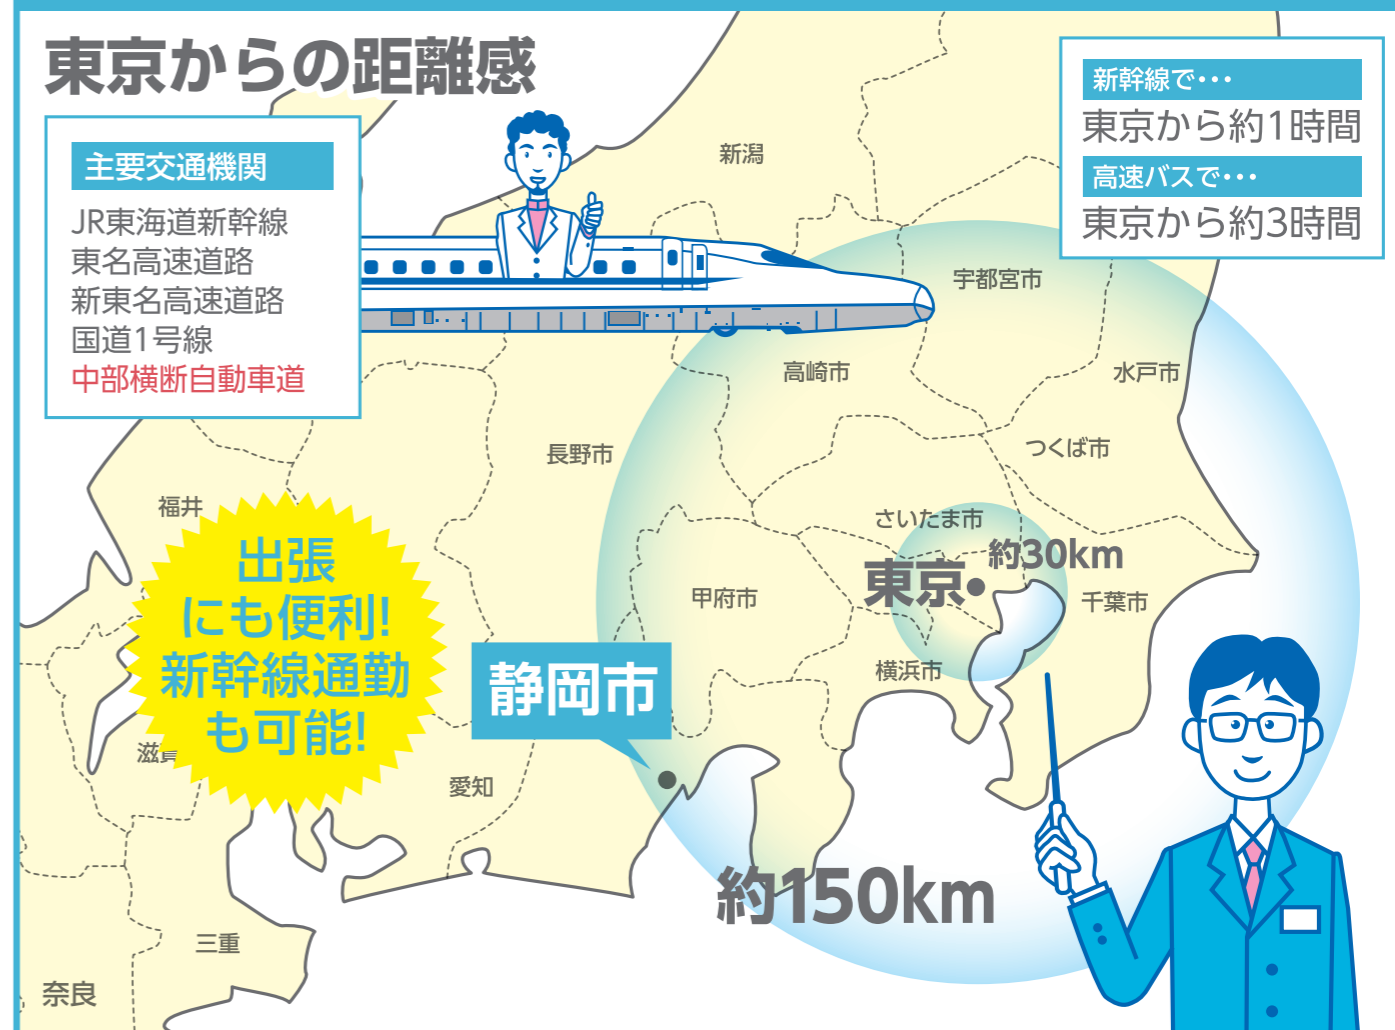 東京からの距離感
主要交通機関
JR東海道新幹線
東名高速道路
新東名高速道路
国道1号線
中部横断自動車道
新幹線で･･･
東京から約1時間
高速バスで･･･
東京から約3時間
新潟
宇都宮市
高崎市
水戸市
長野市
つくば市
福井
さいたま市
約30km
東京
甲府市
千葉市
横浜市
出張
にも便利!
新幹線通勤
も可能!
静岡市
滋賀
愛知
約150km
三重
奈良